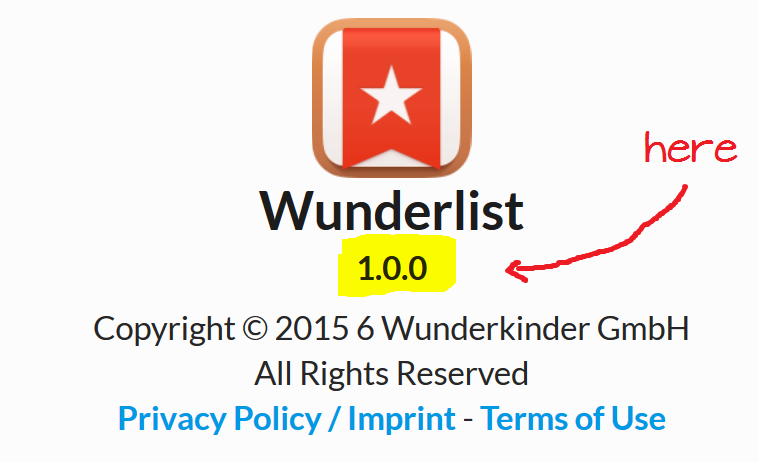 here
Wunderlist
1.0.0
Copyright © 2015 6 Wunderkinder GmbH
All Rights Reserved
Privacy Policy / Imprint - Terms of Use